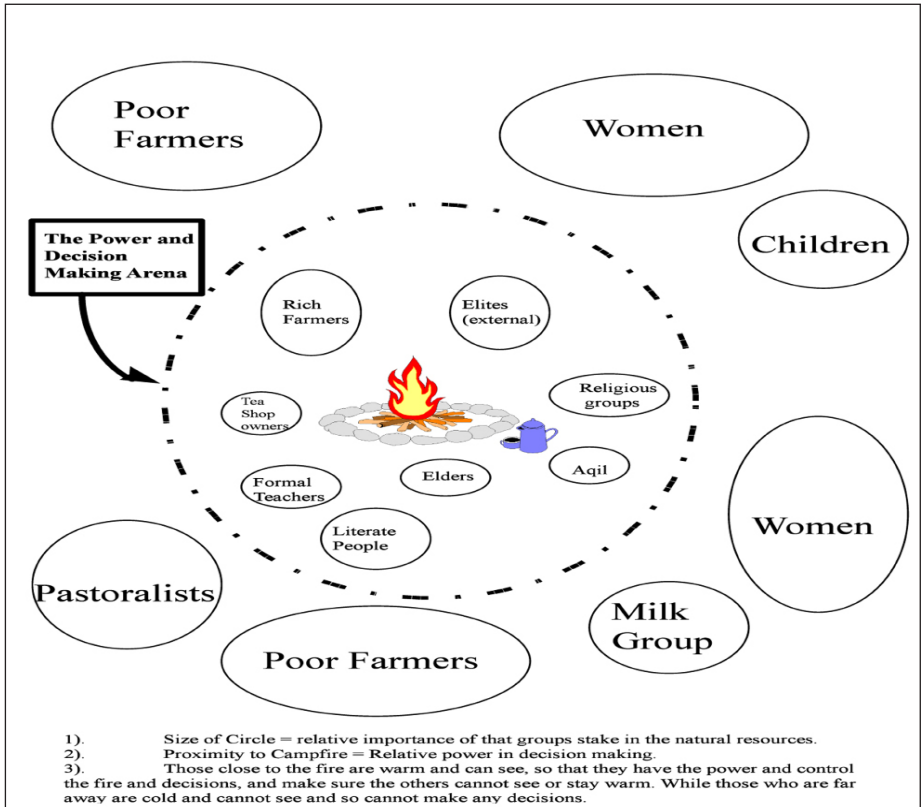 Poor
Farmers
Women
Children
The Power and
Decision
Making Arena
Rich
Farmers
Elites
(external)
Tea
Shop
owners
Religious
groups
Formal
Teachers
Elders
Aqil
Literate
People
Women
Pastoralists
Milk
Group
Poor Farmers
1). Size of Circle = relative importance of that groups stake in the natural resources.
2). Proximity to Campfire = Relative power in decision making.
3). Those close to the fire are warm and can see, so that they have the power and control
the fire and decisions, and make sure the others cannot see or stay warm. While those who are far
away are cold and cannot see and so cannot make any decisions.